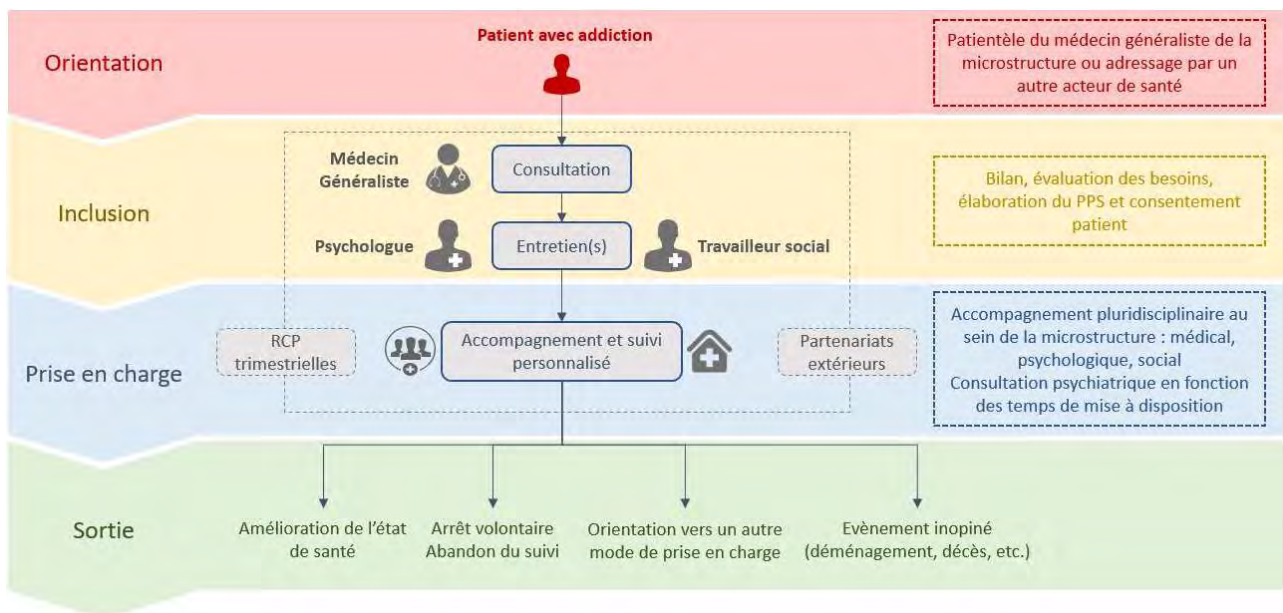 Orientation
Patient avec addiction
Patientèle du médecin généraliste de la
microstructure ou adressage par un
autre acteur de santé
Inclusion
Médecin
Généraliste
Consultation
Psychologue
Entretien(s)
Travailleur social
Bilan, évaluation des besoins,
élaboration du PPS et consentement
patient
Prise en charge
RCP
trimestrielles
Accompagnement et suivi
personnalisé
Partenariats
extérieurs
Accompagnement pluridisciplinaire au
sein de la microstructure : médical,
psychologique, social
Consultation psychiatrique en fonction
des temps de mise à disposition
Sortie
Amélioration de l'état
de santé
Arrêt volontaire
Abandon du suivi
Orientation vers un autre
mode de prise en charge
Evènement inopiné
(déménagement, décès, etc.)